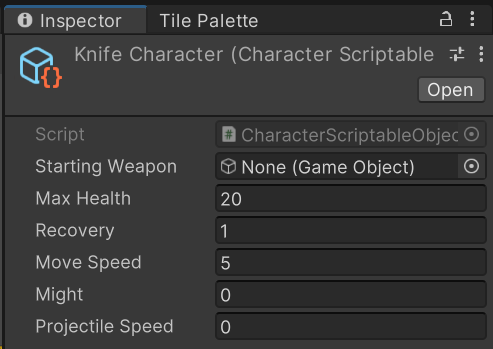 Inspector Tile Palette
Knife Character (Character Scriptable
Open
Script CharacterScriptableObjec
Starting Weapon None (Game Object)
Max Health 20
Recovery 1
Move Speed 5
Might 0
Projectile Speed 0